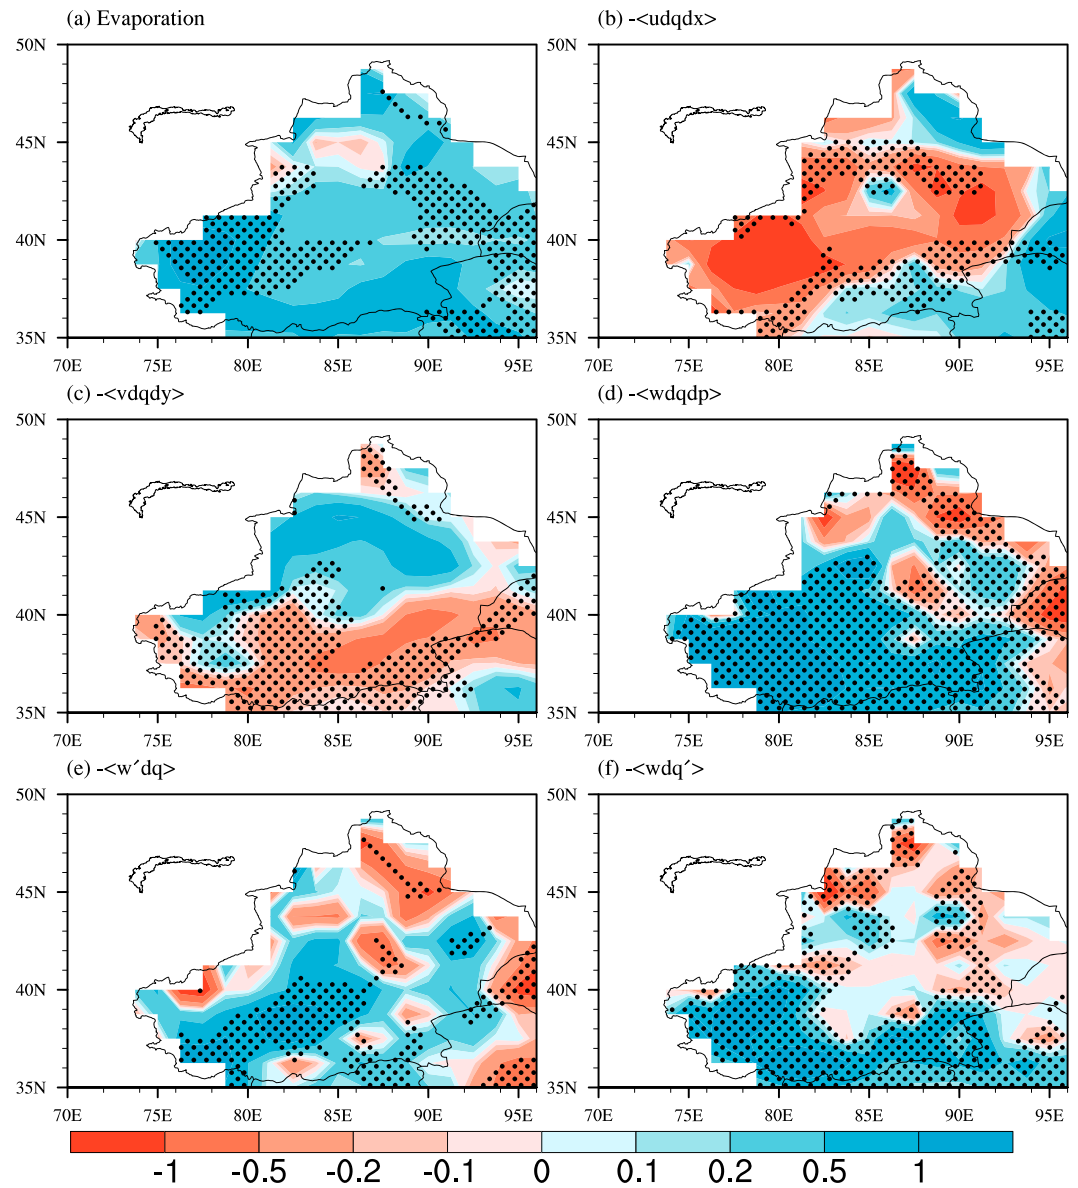 (a) Evaporation
(b) -<udqdx>
50N
45N
40N
35N
70E 75E 80E 85E 90E 95E
50N
45N
40N
35N
70E 75E 80E 85E 90E 95E
(c) -<vdqdy>
(d) -<wdqdp>
50N
45N
40N
35N
70E 75E 80E 85E 90E 95E
50N
45N
40N
35N
70E 75E 80E 85E 90E 95E
(e) -<w′dq>
(f) -<wdq′>
50N
45N
40N
35N
70E 75E 80E 85E 90E 95E
50N
45N
40N
35N
70E 75E 80E 85E 90E 95E
-1 -0.5 -0.2 -0.1 0 0.1 0.2 0.5 1